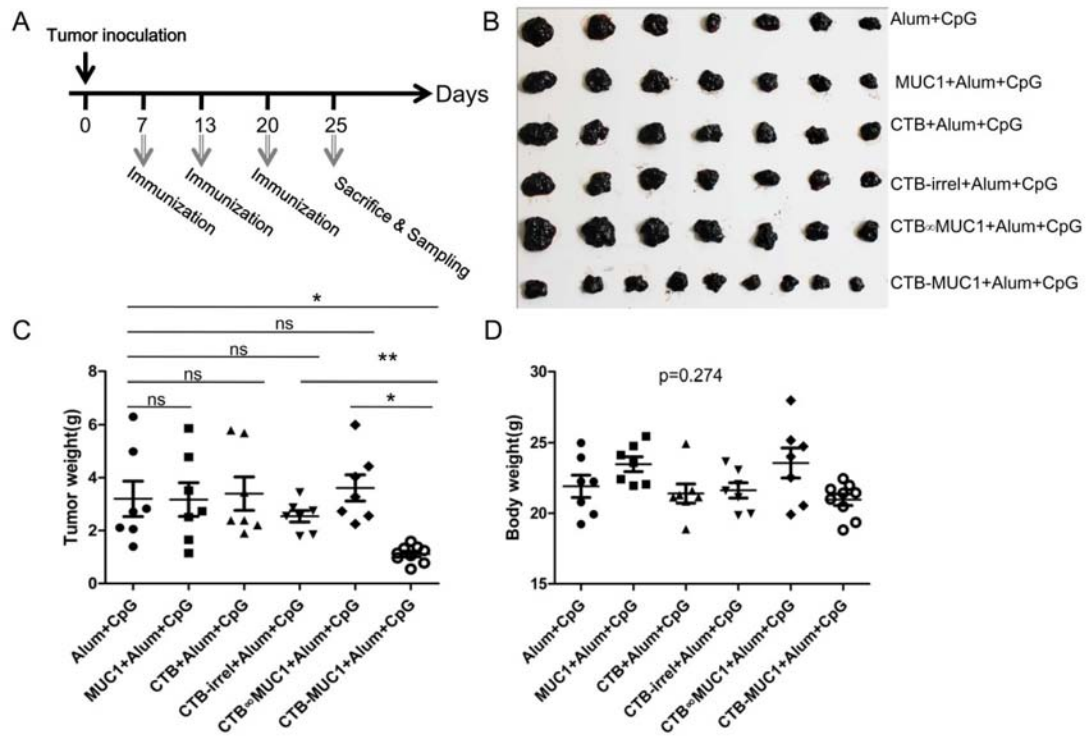 A
Tumor inoculation
Days
0 7 13 20 25
Immunization
Immunization
Immunization
Sacrifice & Sampling
B
Alum+CpG
MUC1+Alum+CpG
CTB+Alum+CpG
CTB-irrel+Alum+CpG
CTB∞MUC1+Alum+CpG
CTB-MUC1+Alum+CpG
C
*
ns
ns
**
ns
*
ns
Tumor weight(g)
8
6
4
2
0
Alum+CpG
MUC1+Alum+CpG
CTB+Alum+CpG
CTB-irrel+Alum+CpG
CTB∞MUC1+Alum+CpG
CTB-MUC1+Alum+CpG
D
p=0.274
Body weight(g)
30
25
20
15
Alum+CpG
MUC1+Alum+CpG
CTB+Alum+CpG
CTB-irrel+Alum+CpG
CTB∞MUC1+Alum+CpG
CTB-MUC1+Alum+CpG